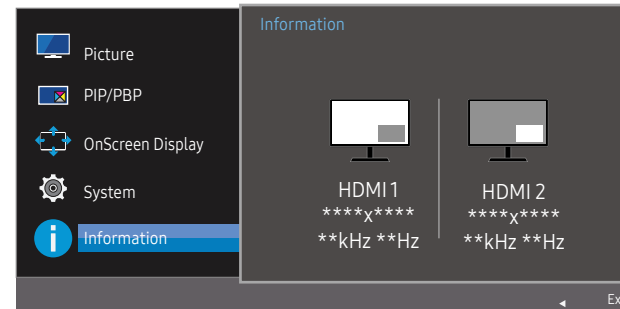 Information
Picture
PIP/PBP
OnScreen Display
System
Information
HDMI 1
****x****
**kHz **Hz
HDMI 2
****x****
**kHz **Hz